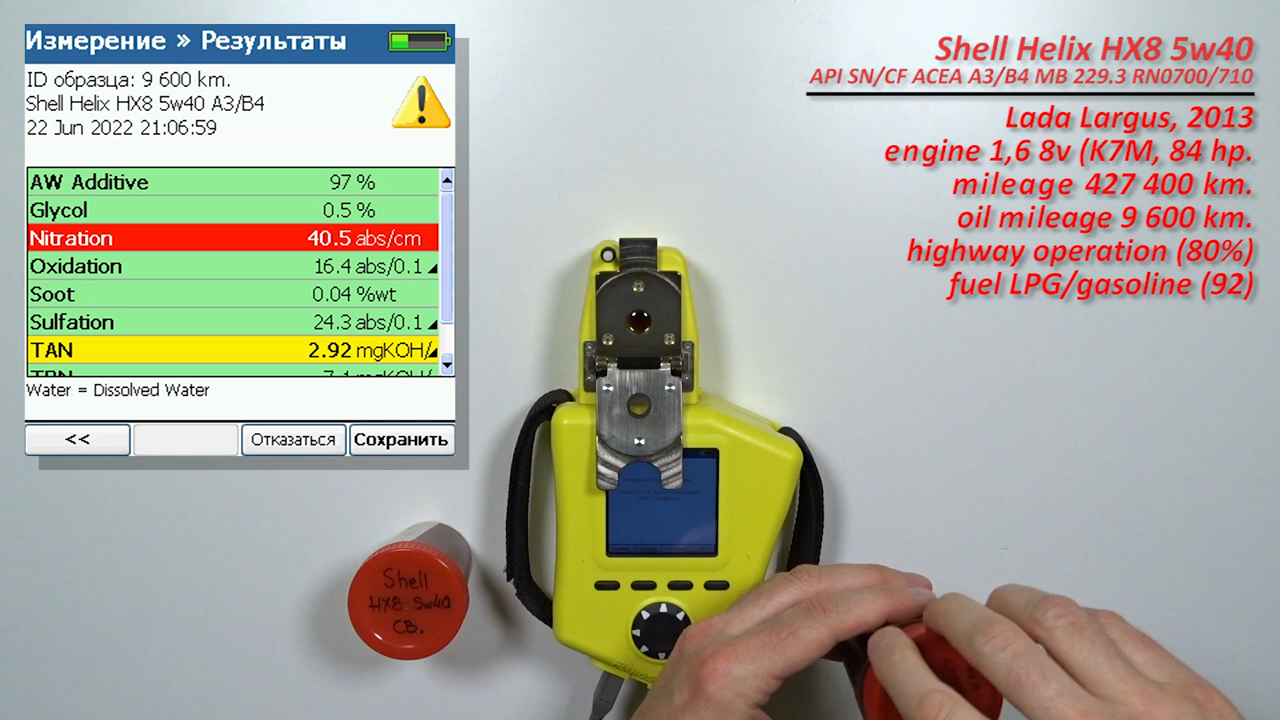 Измерение » Результаты
ID образца: 9 600 km.
Shell Helix HX8 5w40 A3/B4
22 Jun 2022 21:06:59
AW Additive 97 %
Glycol 0.5 %
Nitration 40.5 abs/cm
Oxidation 16.4 abs/0.1
Soot 0.04 %wt
Sulfation 24.3 abs/0.1
TAN 2.92 mgKOH/
TBN 7.1 mgKOH/
Water = Dissolved Water
<<
Отказаться
Сохранить
Shell Helix HX8 5w40
API SN/CF ACEA A3/B4 MB 229.3 RN0700/710
Lada Largus, 2013
engine 1,6 8v (K7M, 84 hp.
mileage 427 400 km.
oil mileage 9 600 km.
highway operation (80%)
fuel LPG/gasoline (92)
Shell
HX8 5w40
СВ.